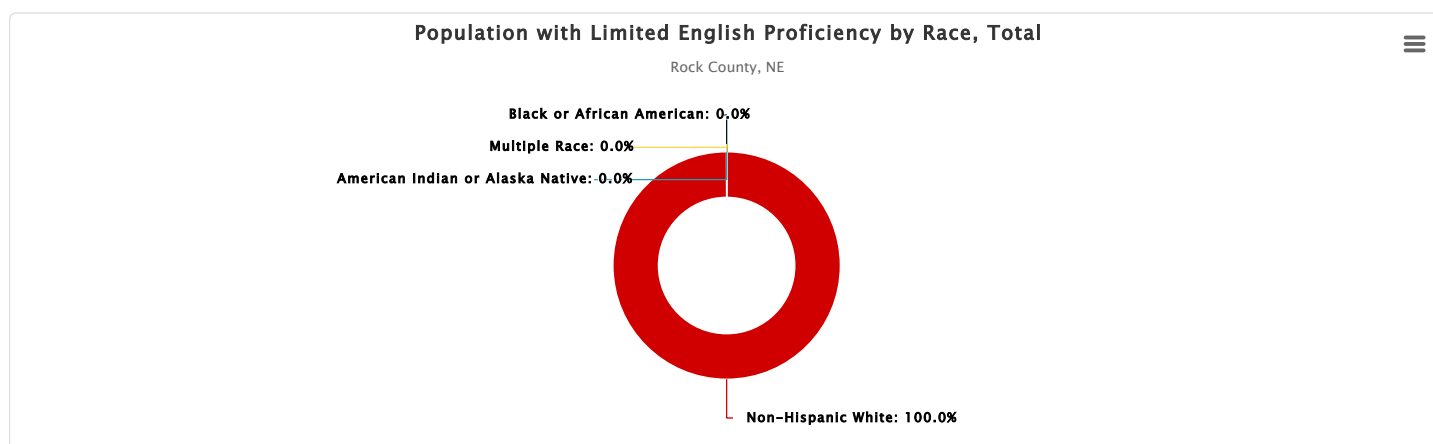 Population with Limited English Proficiency by Race, Total
Rock County, NE
Black or African American: 0.0%
Multiple Race: 0.0%
American Indian or Alaska Native: 0.0%
Non-Hispanic White: 100.0%